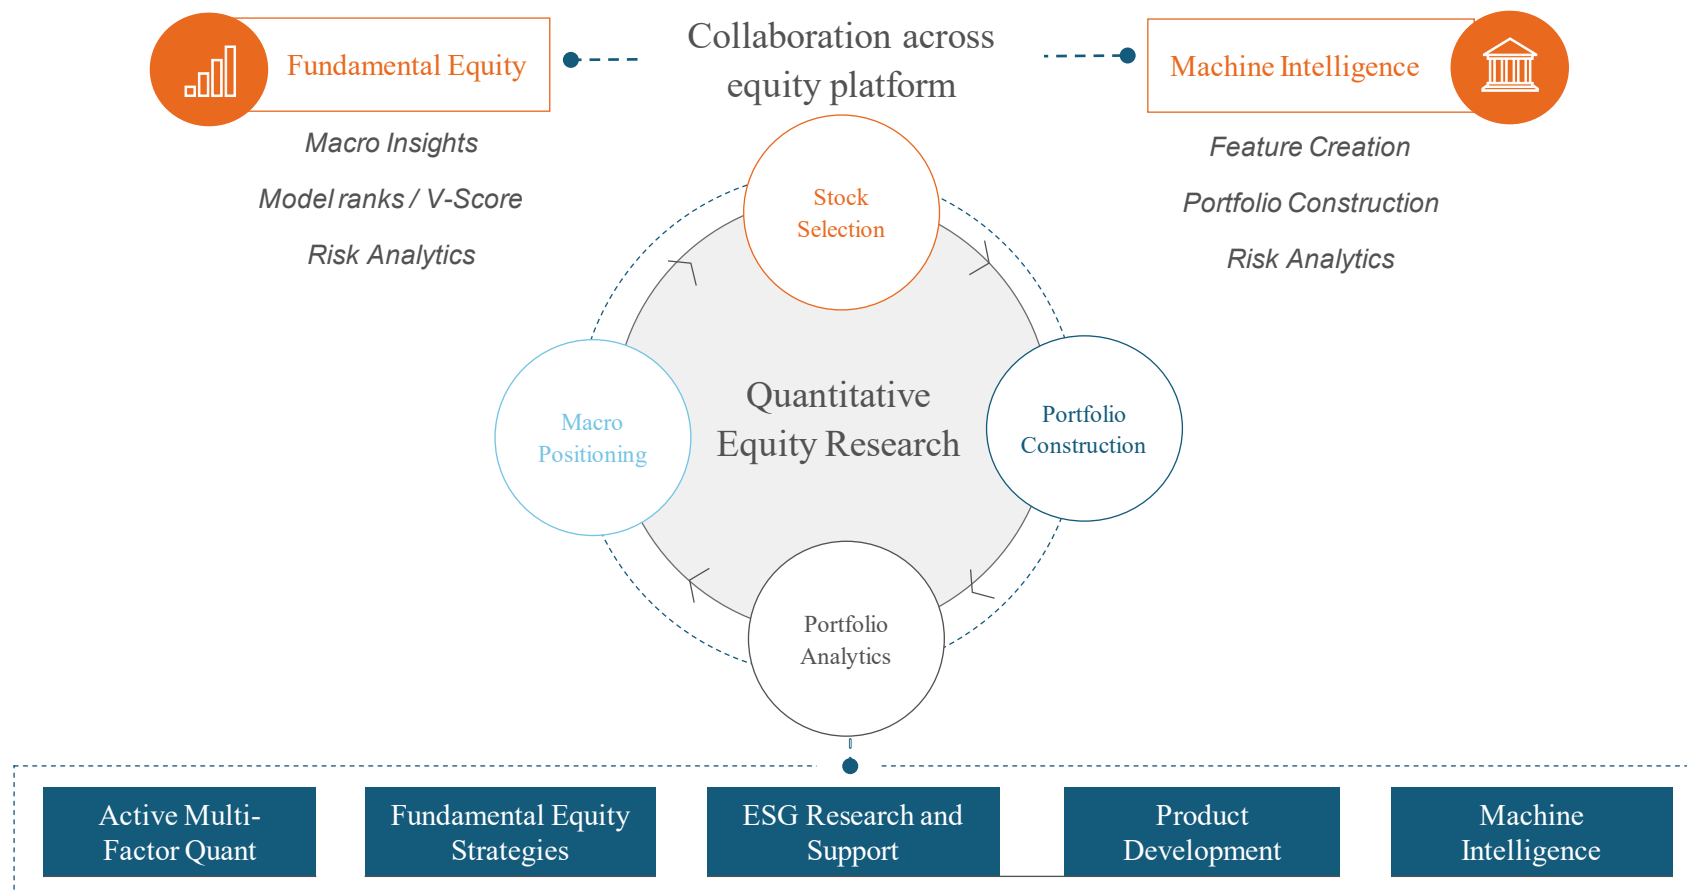 Fundamental Equity
Macro Insights
Model ranks / V-Score
Risk Analytics
Collaboration across
equity platform
Machine Intelligence
Feature Creation
Portfolio Construction
Risk Analytics
Stock
Selection
Macro
Positioning
Quantitative
Equity Research
Portfolio
Construction
Portfolio
Analytics
Active Multi-
Factor Quant
Fundamental Equity
Strategies
ESG Research and
Support
Product
Development
Machine
Intelligence